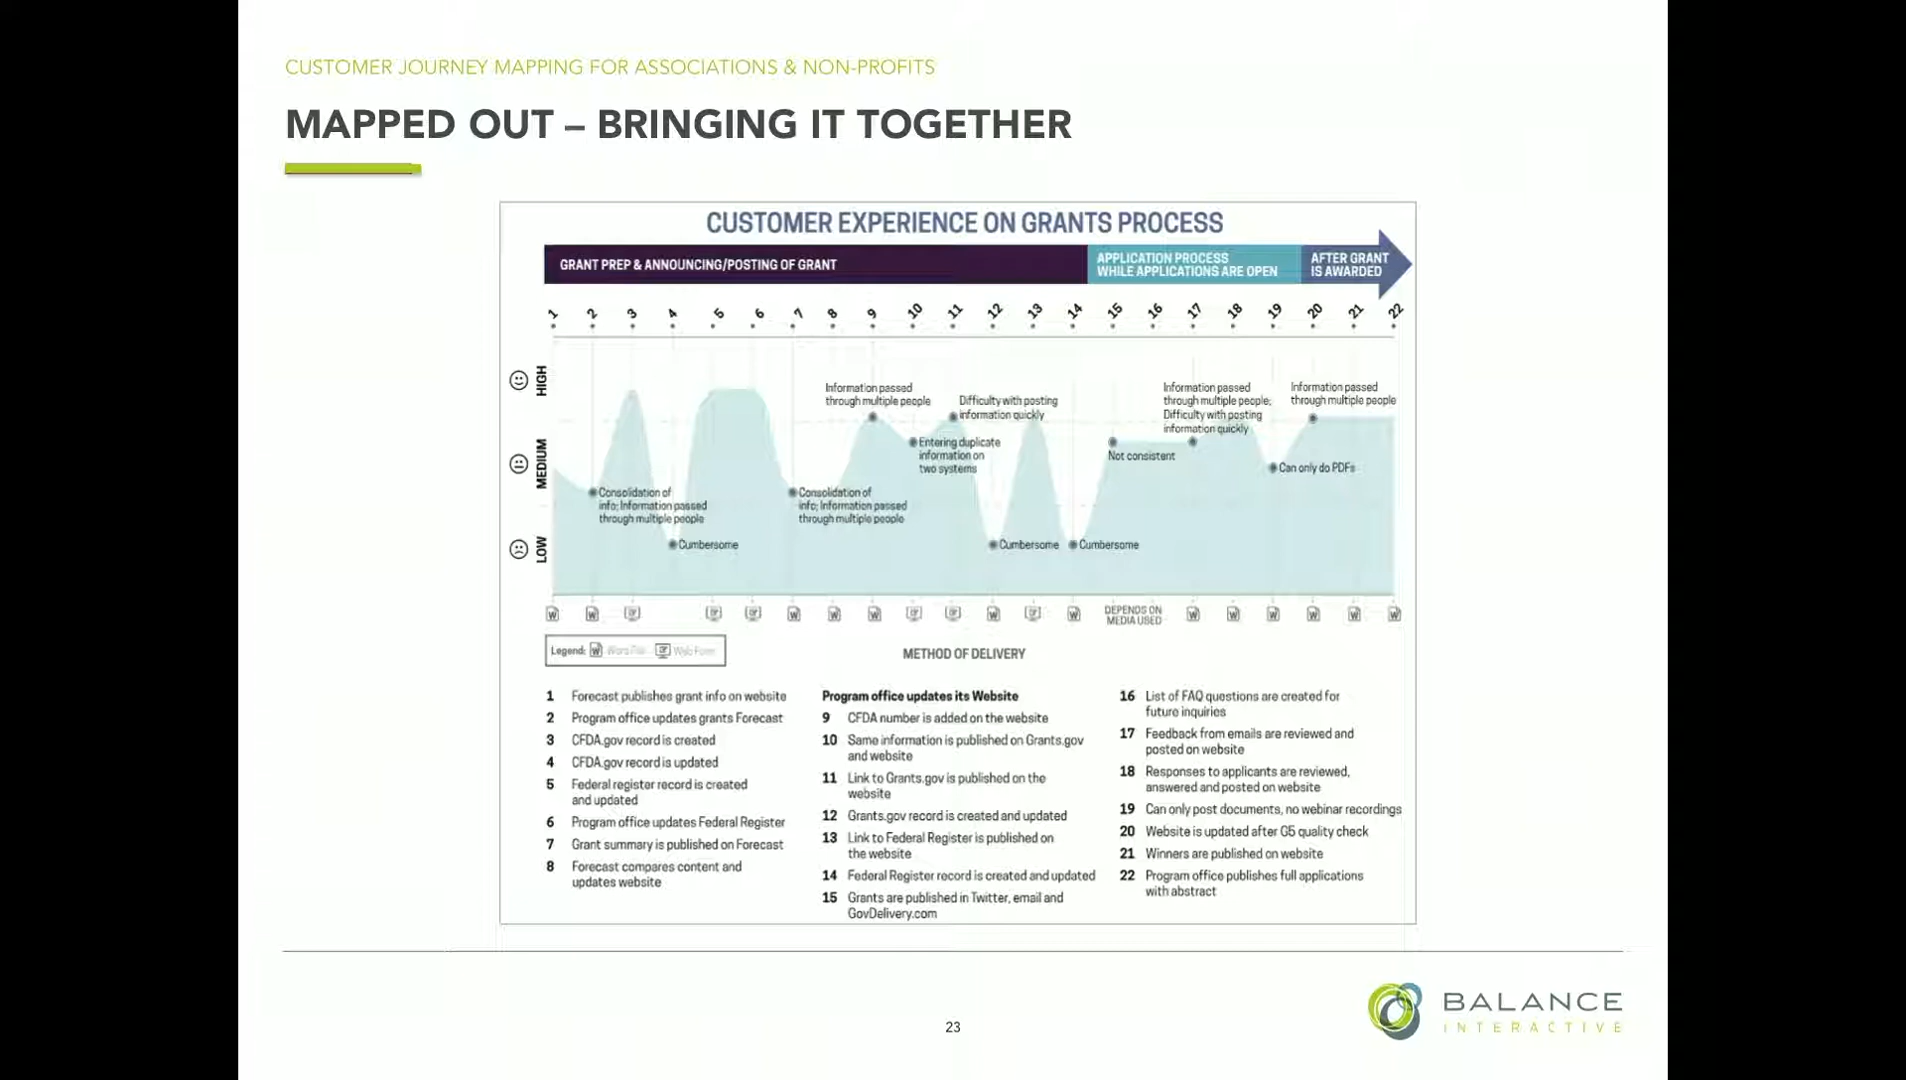 CUSTOMER JOURNEY MAPPING FOR ASSOCIATIONS & NON-PROFITS
MAPPED OUT – BRINGING IT TOGETHER
CUSTOMER EXPERIENCE ON GRANTS PROCESS
GRANT PREP & ANNOUNCING/POSTING OF GRANT
APPLICATION PROCESS
WHILE APPLICATIONS ARE OPEN
AFTER GRANT
IS AWARDED
1 2 3 4 5 6 7 8 9 10 11 12 13 14 15 16 17 18 19 20 21 22
HIGH
MEDIUM
LOW
Consolidation of
info; Information passed
through multiple people
Cumbersome
Consolidation of
info; Information passed
through multiple people
Information passed
through multiple people
Entering duplicate
information on
two systems
Difficulty with posting
information quickly
Cumbersome
Cumbersome
Not consistent
Information passed
through multiple people;
Difficulty with posting
information quickly
Can only do PDFs
Information passed
through multiple people
DEPENDS ON
MEDIA USED
Legend: Word File Web Form
METHOD OF DELIVERY
1 Forecast publishes grant info on website
2 Program office updates grants Forecast
3 CFDA.gov record is created
4 CFDA.gov record is updated
5 Federal register record is created
and updated
6 Program office updates Federal Register
7 Grant summary is published on Forecast
8 Forecast compares content and
updates website
Program office updates its Website
9 CFDA number is added on the website
10 Same information is published on Grants.gov
and website
11 Link to Grants.gov is published on the
website
12 Grants.gov record is created and updated
13 Link to Federal Register is published on
the website
14 Federal Register record is created and updated
15 Grants are published in Twitter, email and
GovDelivery.com
16 List of FAQ questions are created for
future inquiries
17 Feedback from emails are reviewed and
posted on website
18 Responses to applicants are reviewed,
answered and posted on website
19 Can only post documents, no webinar recordings
20 Website is updated after G5 quality check
21 Winners are published on website
22 Program office publishes full applications
with abstract
23
BALANCE
INTERACTIVE